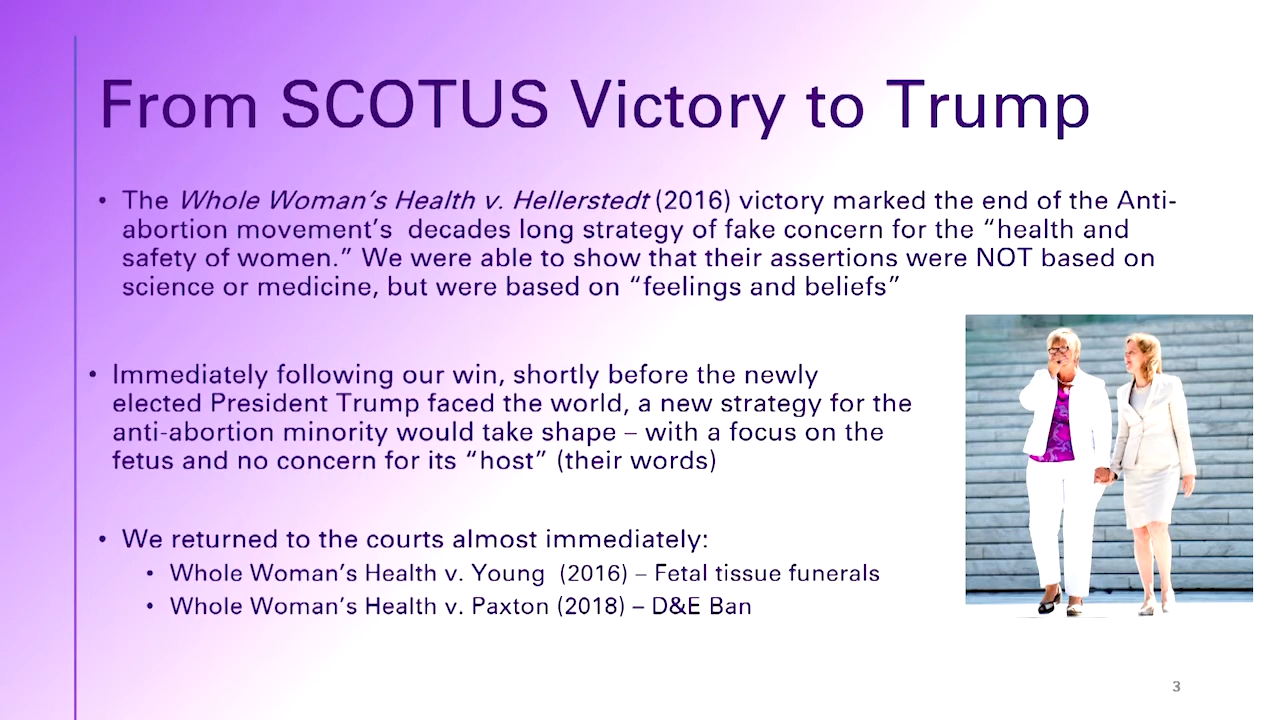 From SCOTUS Victory to Trump
• The Whole Woman's Health v. Hellerstedt (2016) victory marked the end of the Anti-
abortion movement's  decades long strategy of fake concern for the “health and
safety of women.” We were able to show that their assertions were NOT based on
science or medicine, but were based on “feelings and beliefs”
• Immediately following our win, shortly before the newly
elected President Trump faced the world, a new strategy for the
anti-abortion minority would take shape – with a focus on the
fetus and no concern for its “host” (their words)
• We returned to the courts almost immediately:
• Whole Woman's Health v. Young  (2016) – Fetal tissue funerals
• Whole Woman's Health v. Paxton (2018) – D&E Ban
3